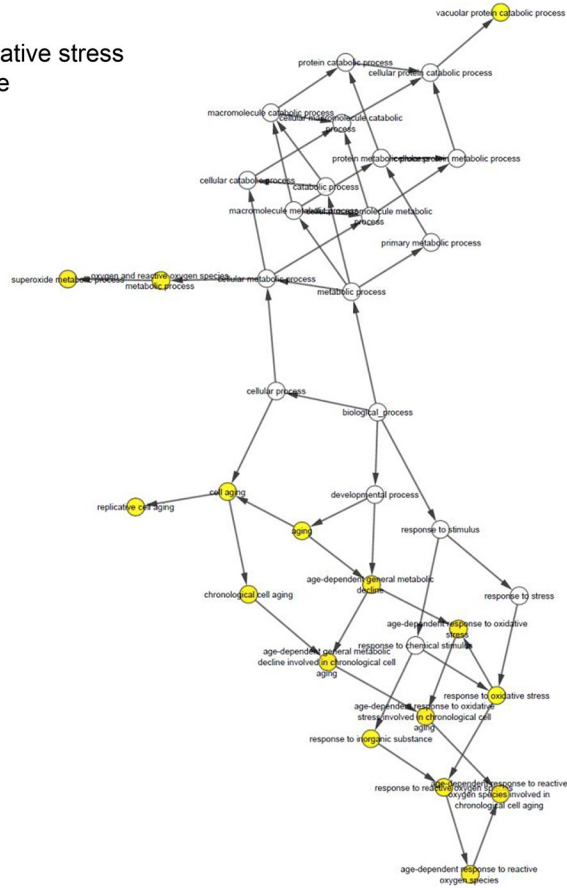 vacuolar protein catabolic process
ative stress
e
protein catabolic process
cellular protein catabolic process
macromolecule catabolic process
cellular macromolecule catabolic
process
protein metabolic process
cellular protein metabolic process
cellular catabolic process
catabolic process
macromolecule metabolic process
cellular macromolecule metabolic
process
primary metabolic process
superoxide metabolic process
oxygen and reactive oxygen species
metabolic process
cellular metabolic process
metabolic process
cellular process
biological_process
cell aging
developmental process
replicative cell aging
aging
response to stimulus
age-dependent general metabolic
decline
chronological cell aging
response to stress
age-dependent response to oxidative
stress
response to chemical stimulus
age-dependent general metabolic
decline involved in chronological cell
aging
response to oxidative stress
age-dependent response to oxidative
stress involved in chronological cell
aging
response to inorganic substance
response to reactive oxygen species
age-dependent response to reactive
oxygen species involved in
chronological cell aging
age-dependent response to reactive
oxygen species